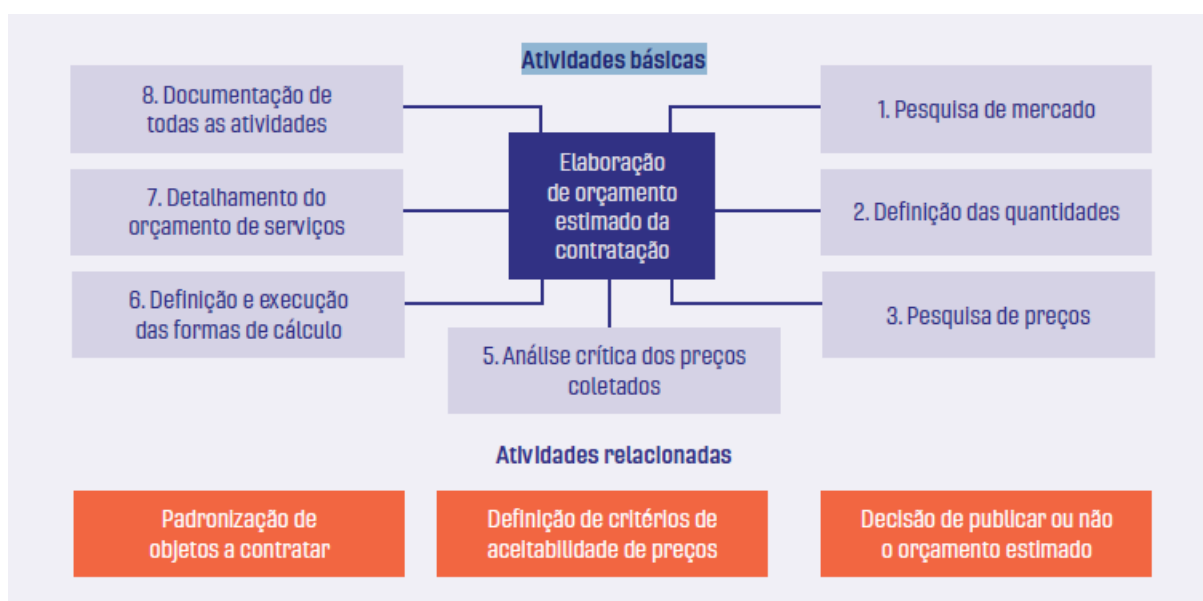 Atividades básicas
8. Documentação de
todas as atividades
1. Pesquisa de mercado
Elaboração
de orçamento
estimado da
contratação
7. Detalhamento do
orçamento de serviços
2. Definição das quantidades
6. Definição e execução
das formas de cálculo
3. Pesquisa de preços
5. Análise crítica dos preços
coletados
Atividades relacionadas
Padronização de
objetos a contratar
Definição de critérios de
aceitabilidade de preços
Decisão de publicar ou não
o orçamento estimado